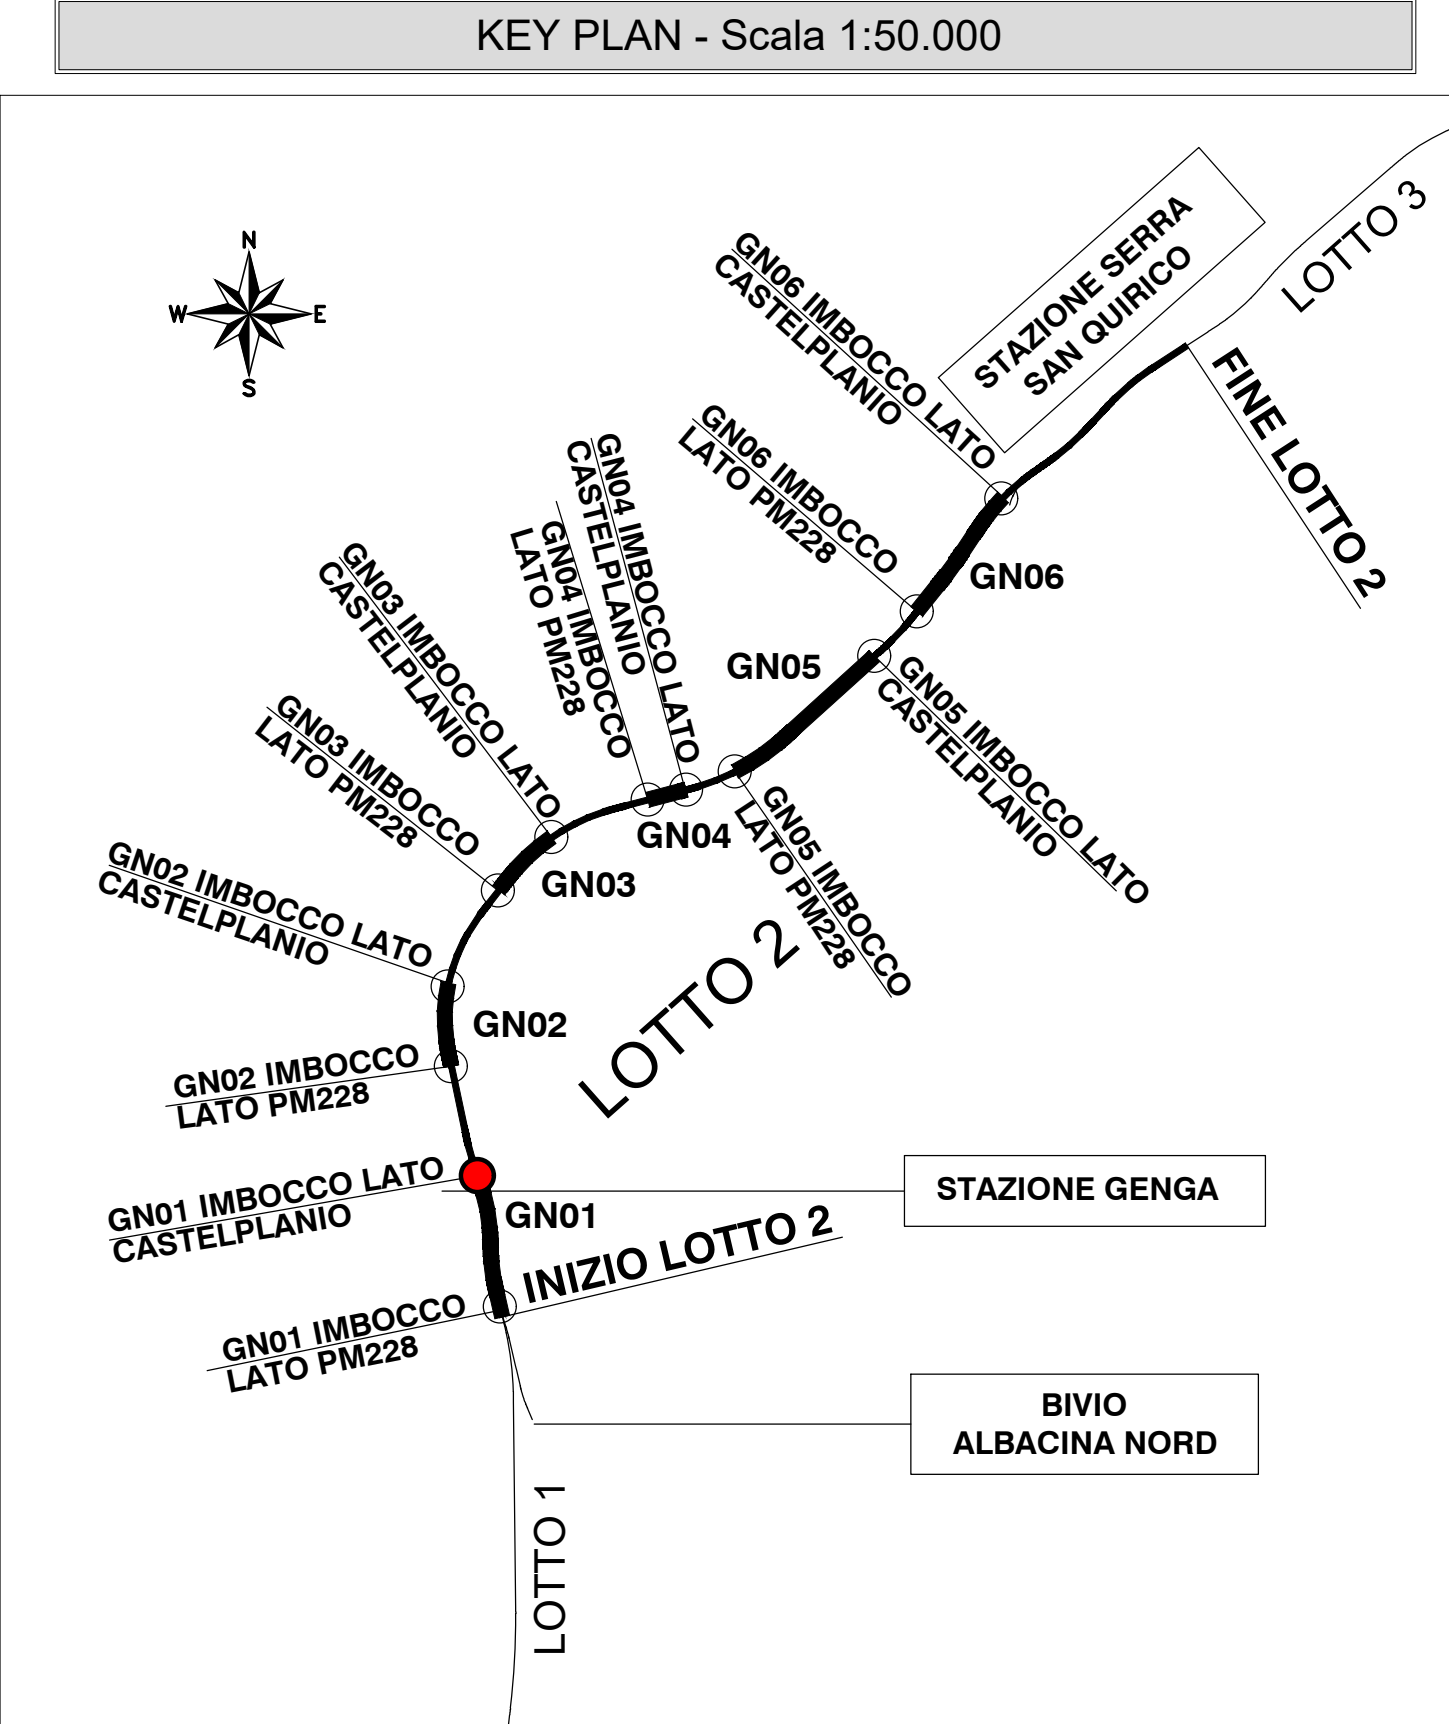 KEY PLAN - Scala 1:50.000
N
W
E
S
LOTTO 3
STAZIONE SERRA
SAN QUIRICO
GN06 IMBOCCO LATO
CASTELPLANIO
FINE LOTTO 2
GN06 IMBOCCO
LATO PM228
GN06
GN04 IMBOCCO LATO
CASTELPLANIO
GN04 IMBOCCO
LATO PM228
GN05
GN05 IMBOCCO LATO
CASTELPLANIO
GN03 IMBOCCO LATO
CASTELPLANIO
GN03 IMBOCCO
LATO PM228
GN04
GN05 IMBOCCO
LATO PM228
GN03
GN02 IMBOCCO LATO
CASTELPLANIO
LOTTO 2
GN02
GN02 IMBOCCO
LATO PM228
GN01 IMBOCCO LATO
CASTELPLANIO
STAZIONE GENGA
GN01
INIZIO LOTTO 2
GN01 IMBOCCO
LATO PM228
BIVIO
ALBACINA NORD
LOTTO 1